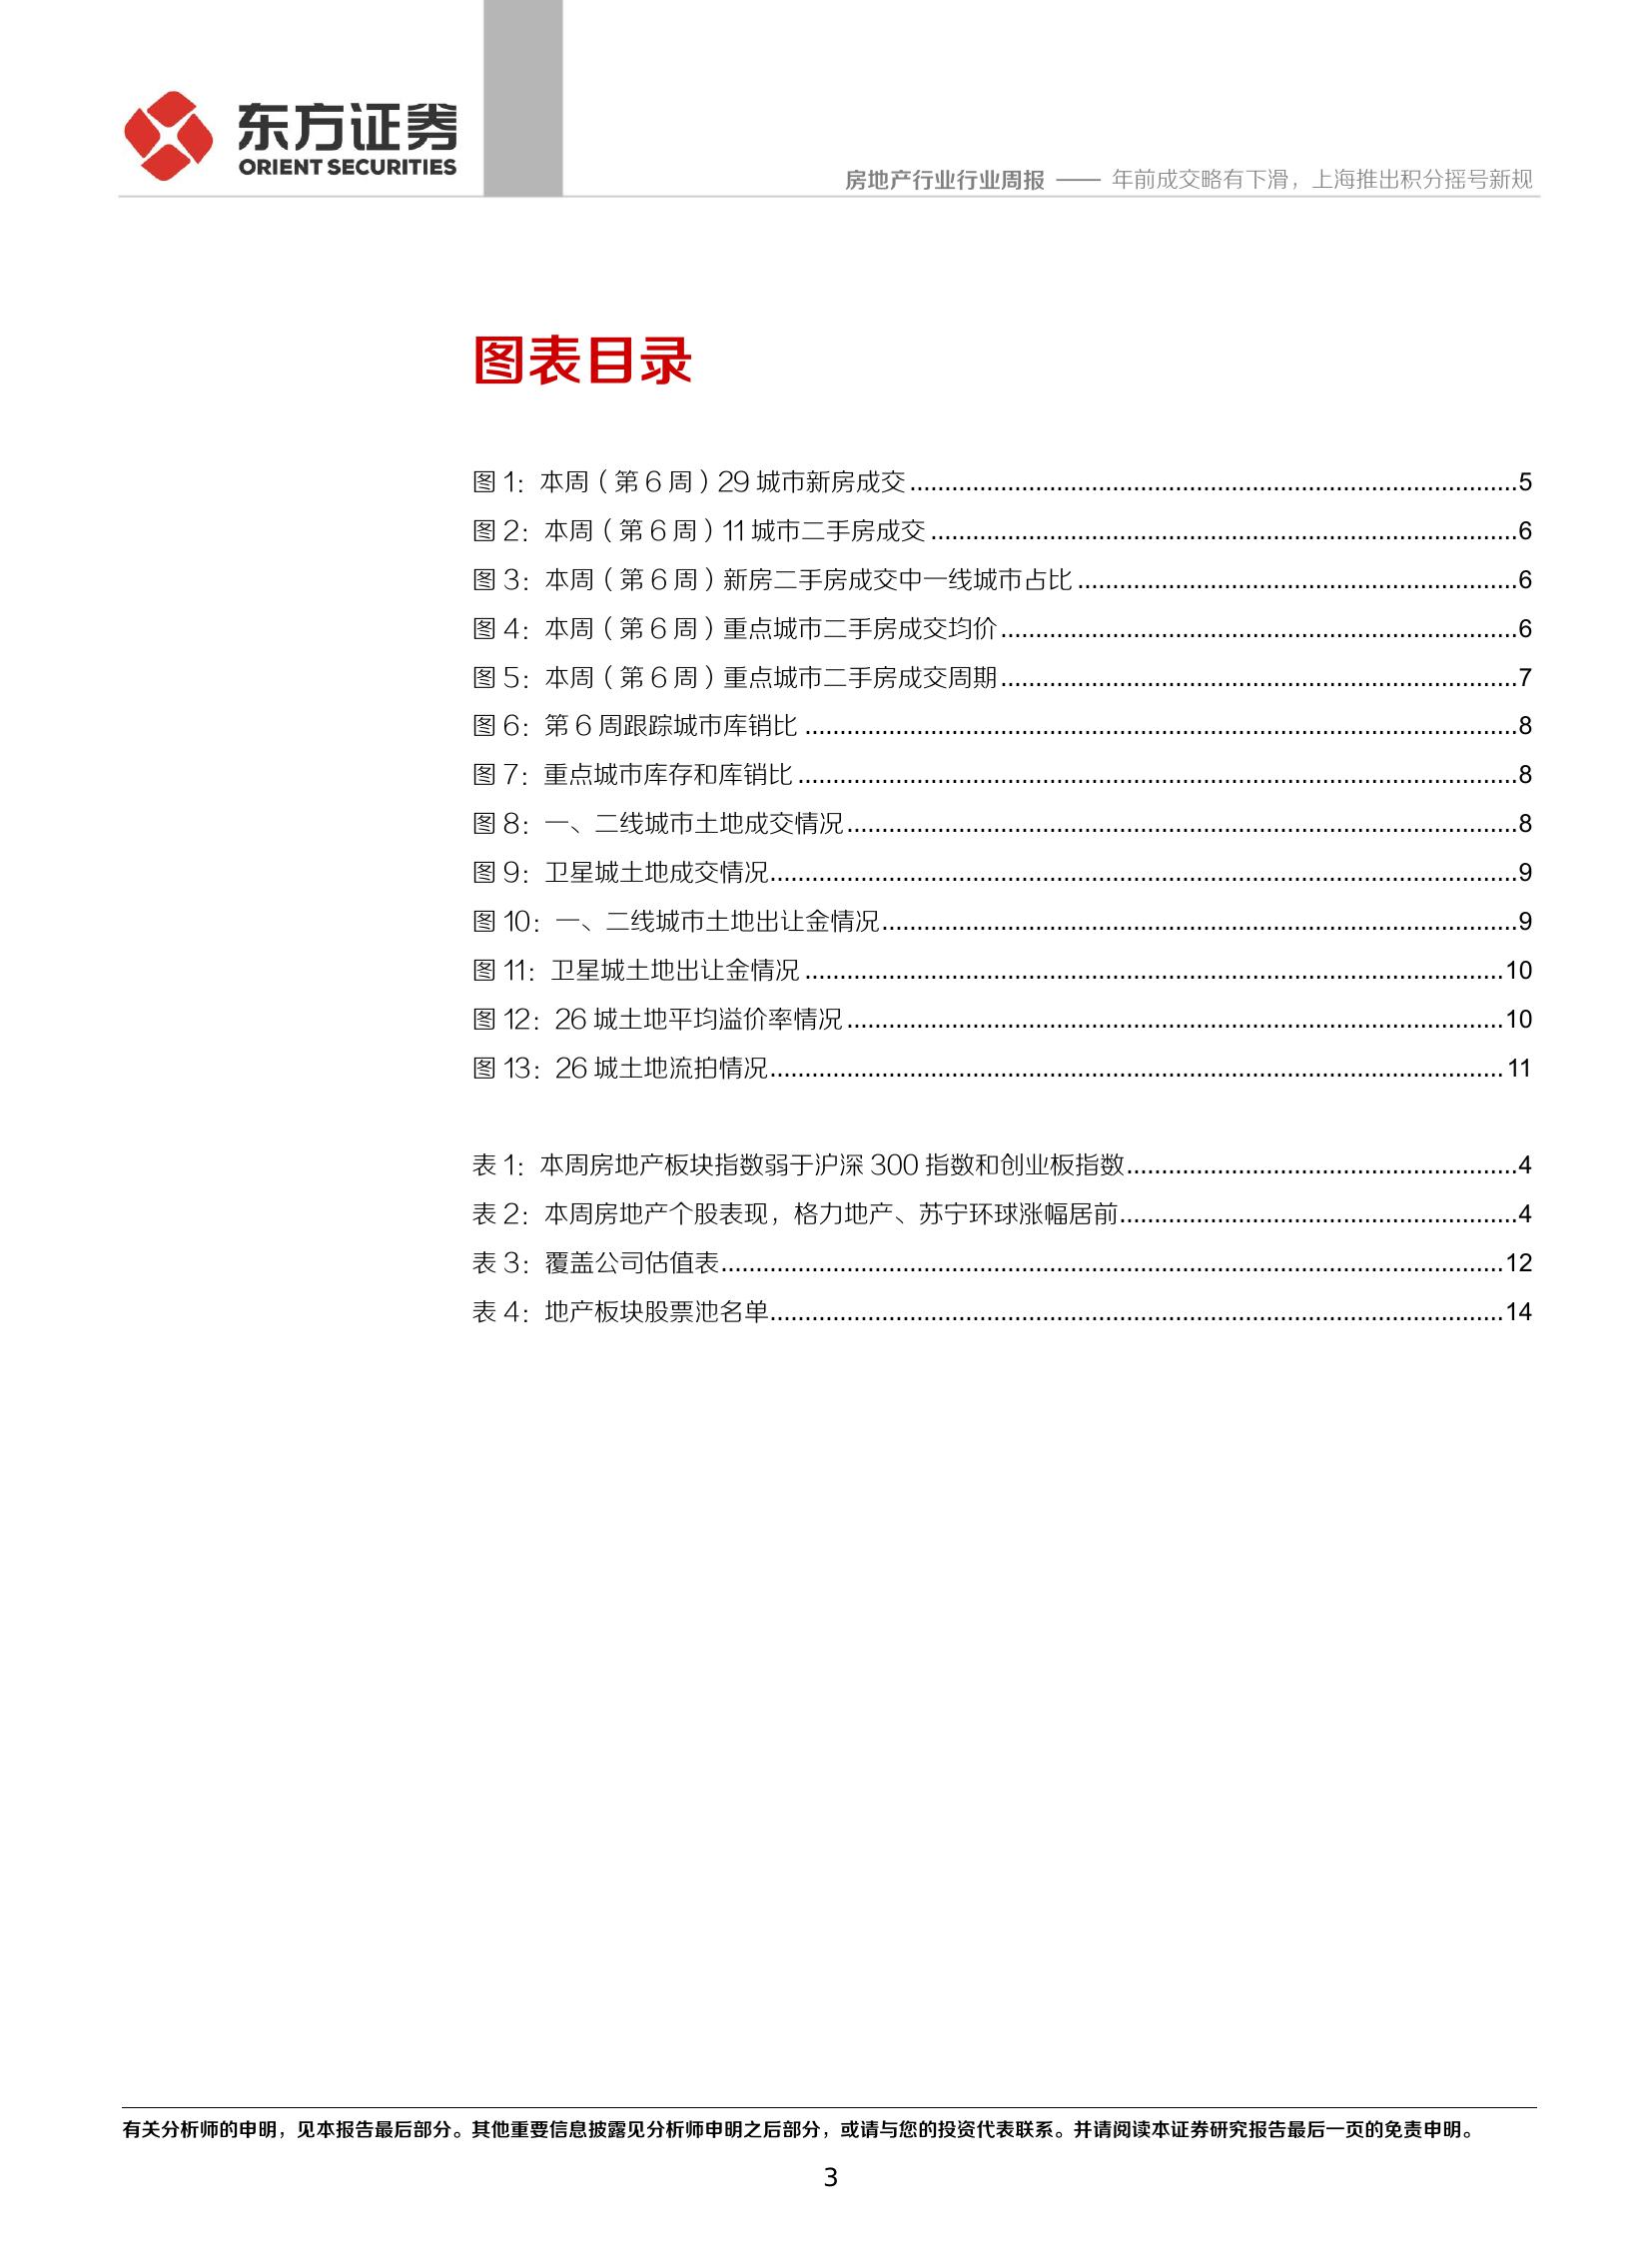 东方证券
ORIENT SECURITIES
房地产行业行业周报 —— 年前成交略有下滑，上海推出积分摇号新规
图表目录
图 1：本周（第 6 周）29 城市新房成交................................................5
图 2：本周（第 6 周）11 城市二手房成交................................................6
图 3：本周（第 6 周）新房二手房成交中一线城市占比................................................6
图 4：本周（第 6 周）重点城市二手房成交均价................................................6
图 5：本周（第 6 周）重点城市二手房成交周期................................................7
图 6：第 6 周跟踪城市库销比................................................8
图 7：重点城市库存和库销比................................................8
图 8：一、二线城市土地成交情况................................................8
图 9：卫星城土地成交情况................................................9
图 10：一、二线城市土地出让金情况................................................9
图 11：卫星城土地出让金情况................................................10
图 12：26 城土地平均溢价率情况................................................10
图 13：26 城土地流拍情况................................................11
表 1：本周房地产板块指数弱于沪深 300 指数和创业板指数................................................4
表 2：本周房地产个股表现，格力地产、苏宁环球涨幅居前................................................4
表 3：覆盖公司估值表................................................12
表 4：地产板块股票池名单................................................14
有关分析师的申明，见本报告最后部分。其他重要信息披露见分析师申明之后部分，或请与您的投资代表联系。并请阅读本证券研究报告最后一页的免责申明。
3